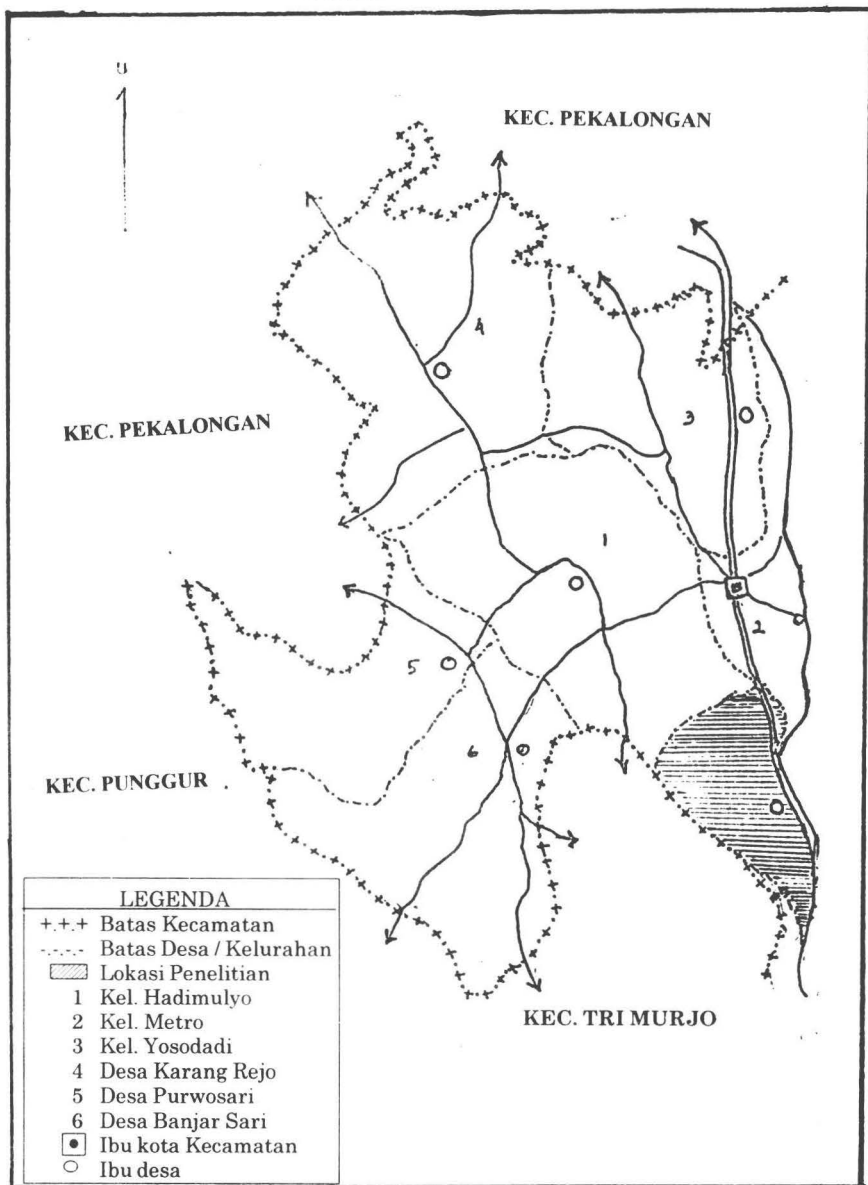 U
KEC. PEKALONGAN
4
3
KEC. PEKALONGAN
1
2
5
6
KEC. PUNGGUR
LEGENDA
+.+.+ Batas Kecamatan
-.-.-.- Batas Desa / Kelurahan
Lokasi Penelitian
1 Kel. Hadimulyo
2 Kel. Metro
3 Kel. Yosodadi
4 Desa Karang Rejo
5 Desa Purwosari
6 Desa Banjar Sari
Ibu kota Kecamatan
Ibu desa
KEC. TRI MURJO